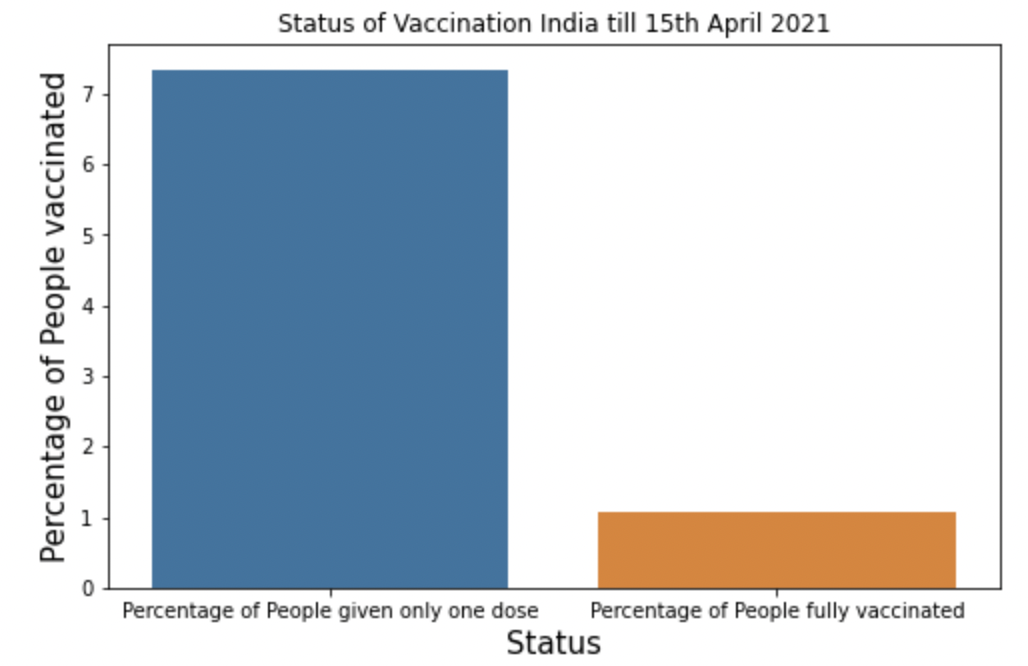 Status of Vaccination India till 15th April 2021
Percentage of People vaccinated
7
6
5
4
3
2
1
0
Percentage of People given only one dose
Percentage of People fully vaccinated
Status